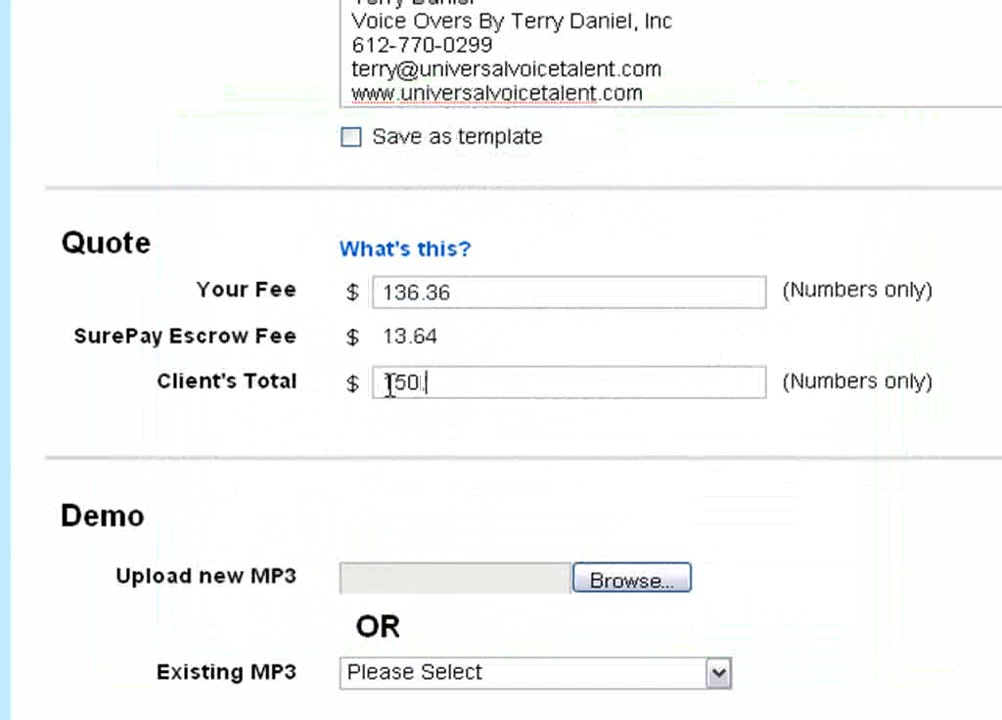 Terry Daniel
Voice Overs By Terry Daniel, Inc
612-770-0299
terry@universalvoicetalent.com
www.universalvoicetalent.com
Save as template
Quote
What's this?
Your Fee $ 136.36 (Numbers only)
SurePay Escrow Fee $ 13.64
Client's Total $ 150. (Numbers only)
Demo
Upload new MP3 Browse...
OR
Existing MP3 Please Select